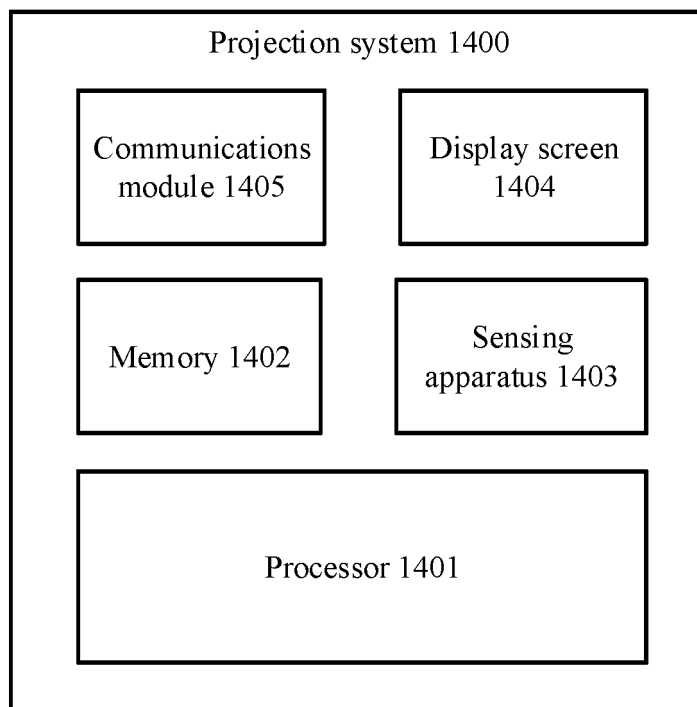 Projection system 1400
Communications
module 1405
Display screen
1404
Memory 1402
Sensing
apparatus 1403
Processor 1401